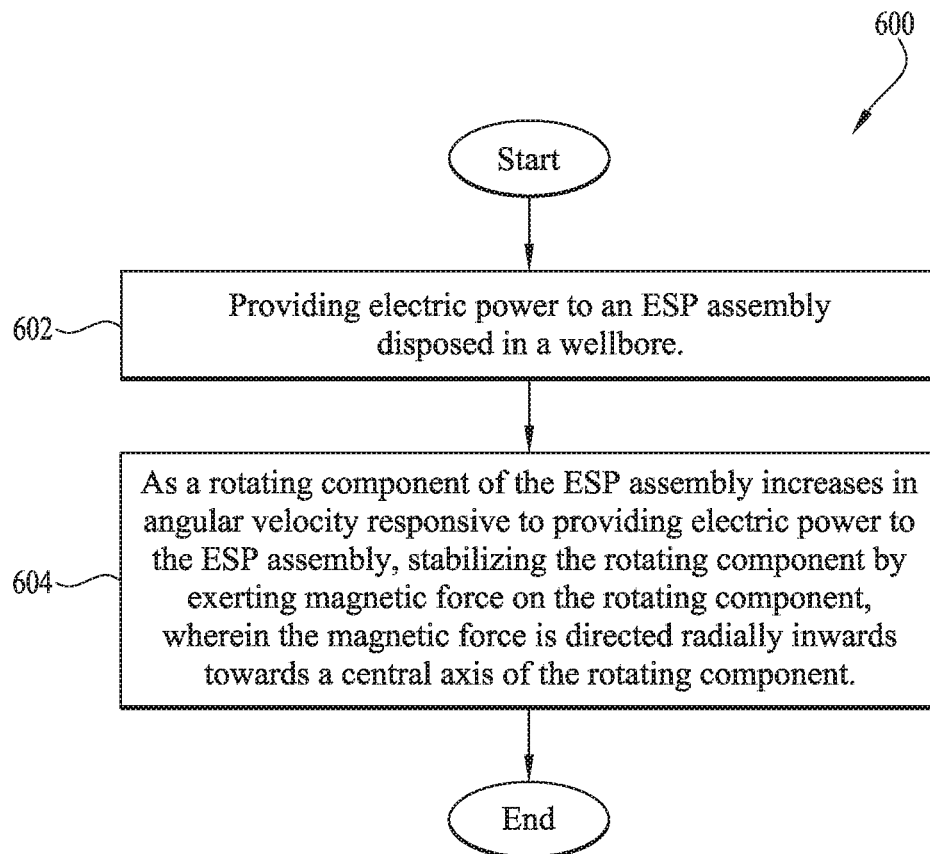 600
Start
602
Providing electric power to an ESP assembly
disposed in a wellbore.
604
As a rotating component of the ESP assembly increases in
angular velocity responsive to providing electric power to
the ESP assembly, stabilizing the rotating component by
exerting magnetic force on the rotating component,
wherein the magnetic force is directed radially inwards
towards a central axis of the rotating component.
End